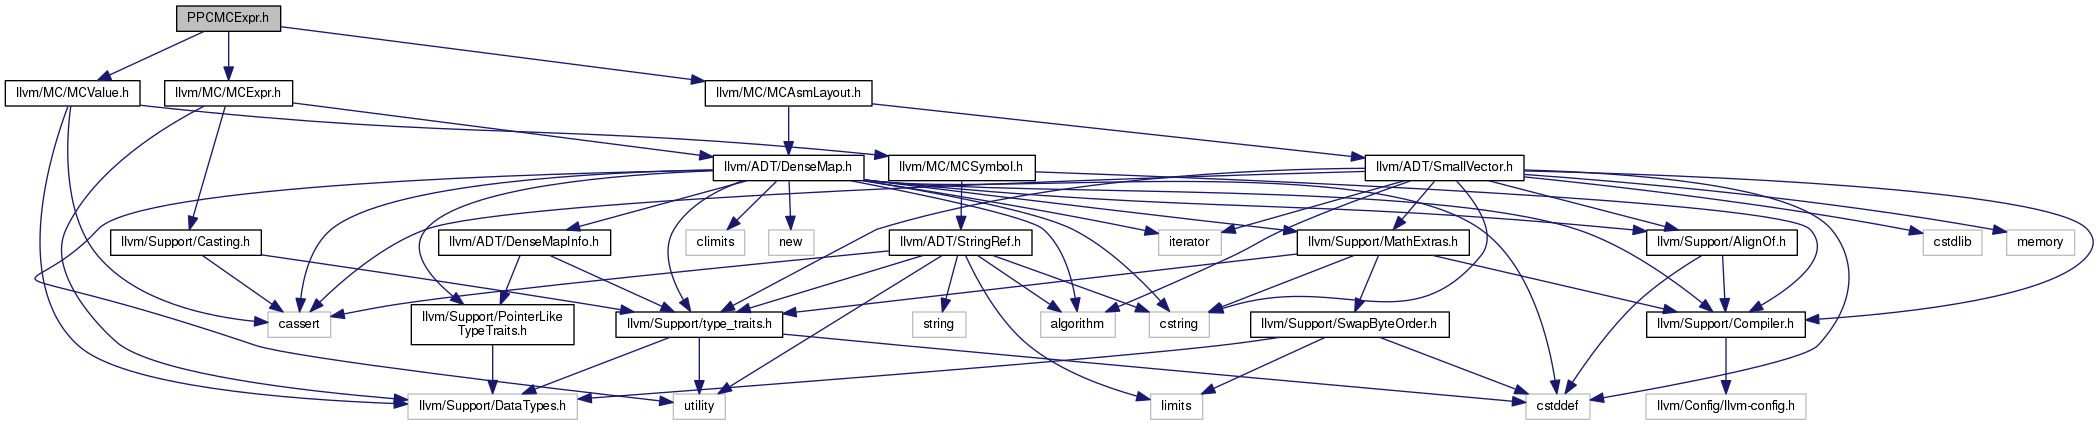 PPCMCExpr.h
llvm/MC/MCValue.h
llvm/MC/MCExpr.h
llvm/MC/MCAsmLayout.h
llvm/ADT/DenseMap.h
llvm/MC/MCSymbol.h
llvm/ADT/SmallVector.h
llvm/Support/Casting.h
llvm/ADT/DenseMapInfo.h
climits
new
llvm/ADT/StringRef.h
iterator
llvm/Support/MathExtras.h
llvm/Support/AlignOf.h
cstdlib
memory
cassert
llvm/Support/PointerLike
TypeTraits.h
llvm/Support/type_traits.h
string
algorithm
cstring
llvm/Support/SwapByteOrder.h
llvm/Support/Compiler.h
llvm/Support/DataTypes.h
utility
limits
cstddef
llvm/Config/llvm-config.h